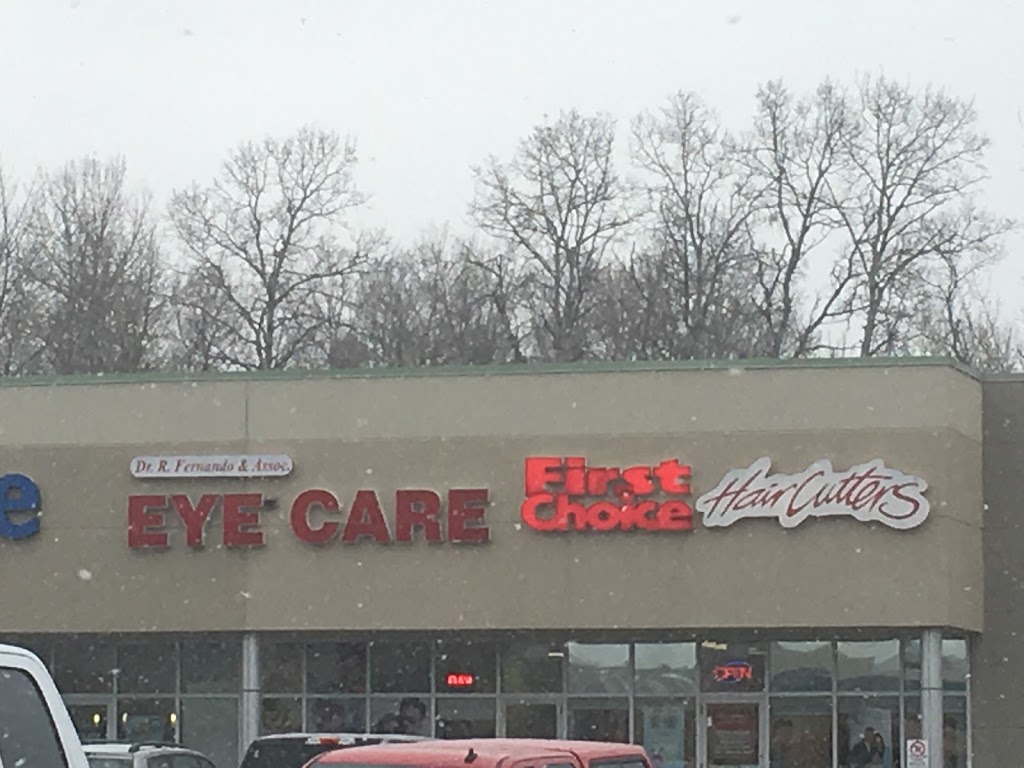 e
Dr. R. Fernando & Assoc.
EYE CARE
First
Choice
HairCutters
OPEN